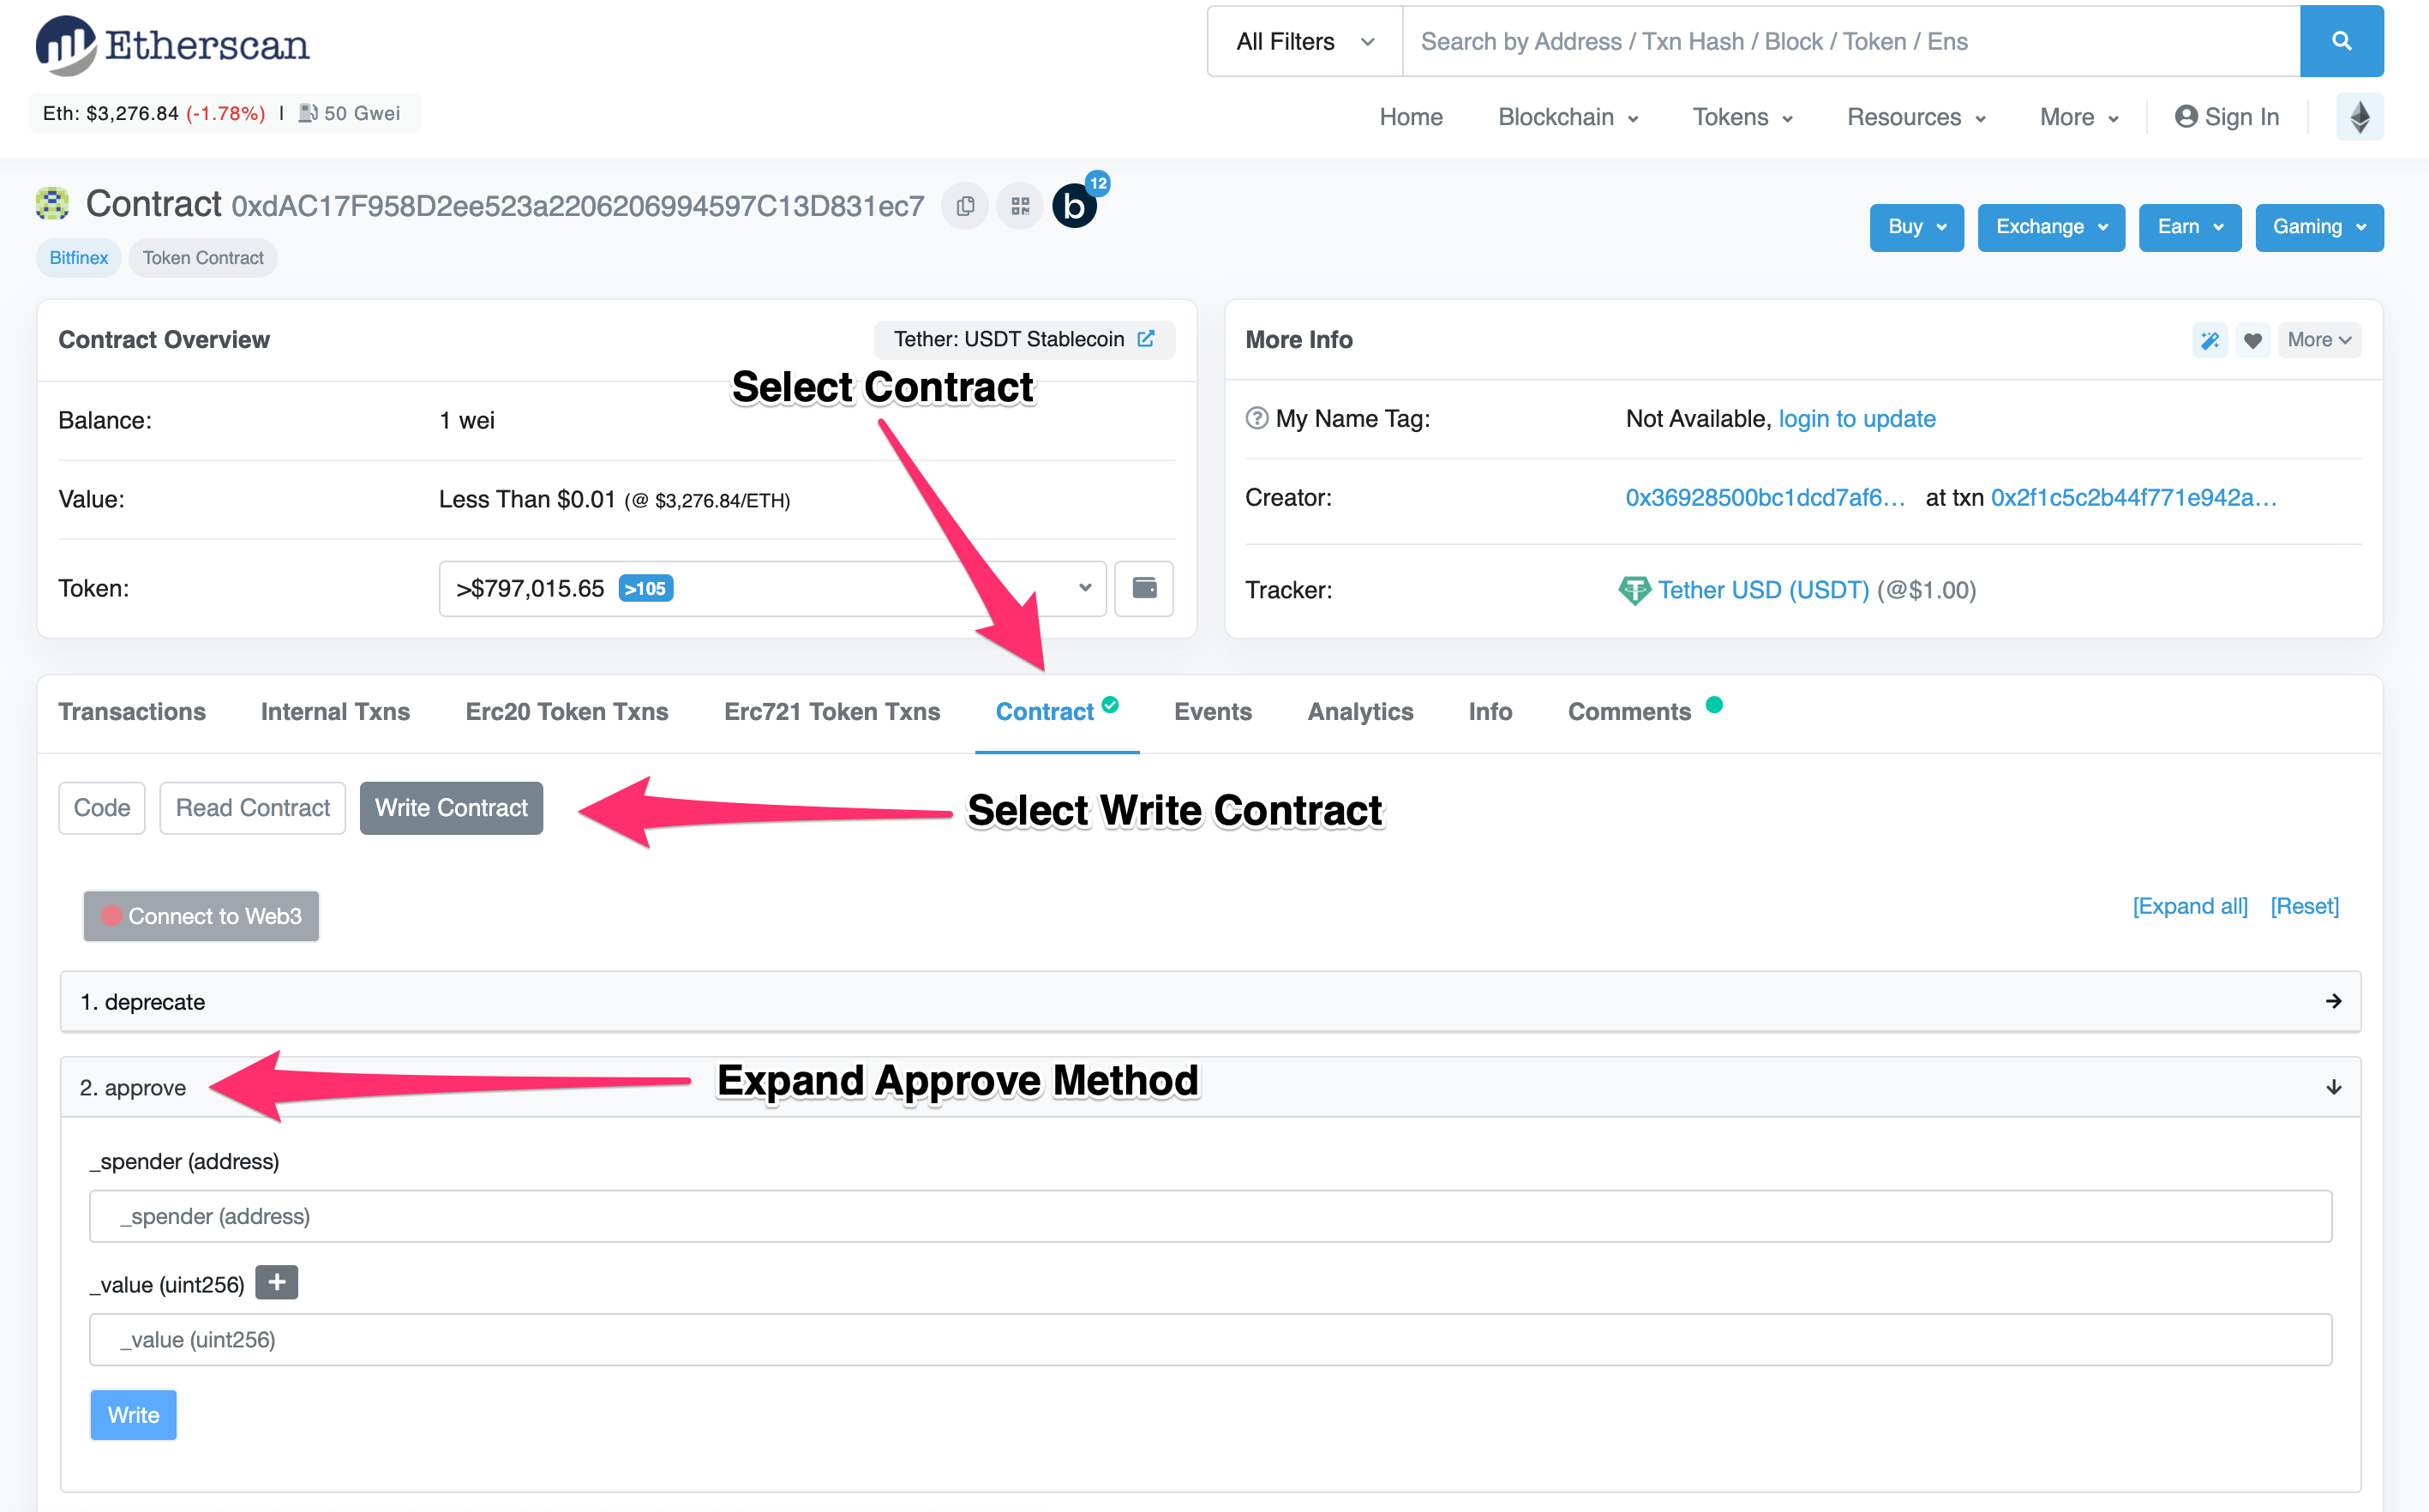 Etherscan
All Filters
Search by Address / Txn Hash / Block / Token / Ens
Eth: $3,276.84 (-1.78%) | 50 Gwei
Home Blockchain Tokens Resources More Sign In
Contract 0xdAC17F958D2ee523a2206206994597C13D831ec7 b 12
Bitfinex Token Contract
Buy Exchange Earn Gaming
Contract Overview
Tether: USDT Stablecoin
Select Contract
Balance: 1 wei
Value: Less Than $0.01 (@ $3,276.84/ETH)
Token: >$797,015.65 >105
More Info
More
My Name Tag: Not Available, login to update
Creator: 0x36928500bc1dcd7af6... at txn 0x2f1c5c2b44f771e942a...
Tracker: Tether USD (USDT) (@$1.00)
Transactions Internal Txns Erc20 Token Txns Erc721 Token Txns Contract Events Analytics Info Comments
Code Read Contract Write Contract
Select Write Contract
Connect to Web3
[Expand all] [Reset]
1. deprecate
2. approve
Expand Approve Method
_spender (address)
_spender (address)
_value (uint256) +
_value (uint256)
Write